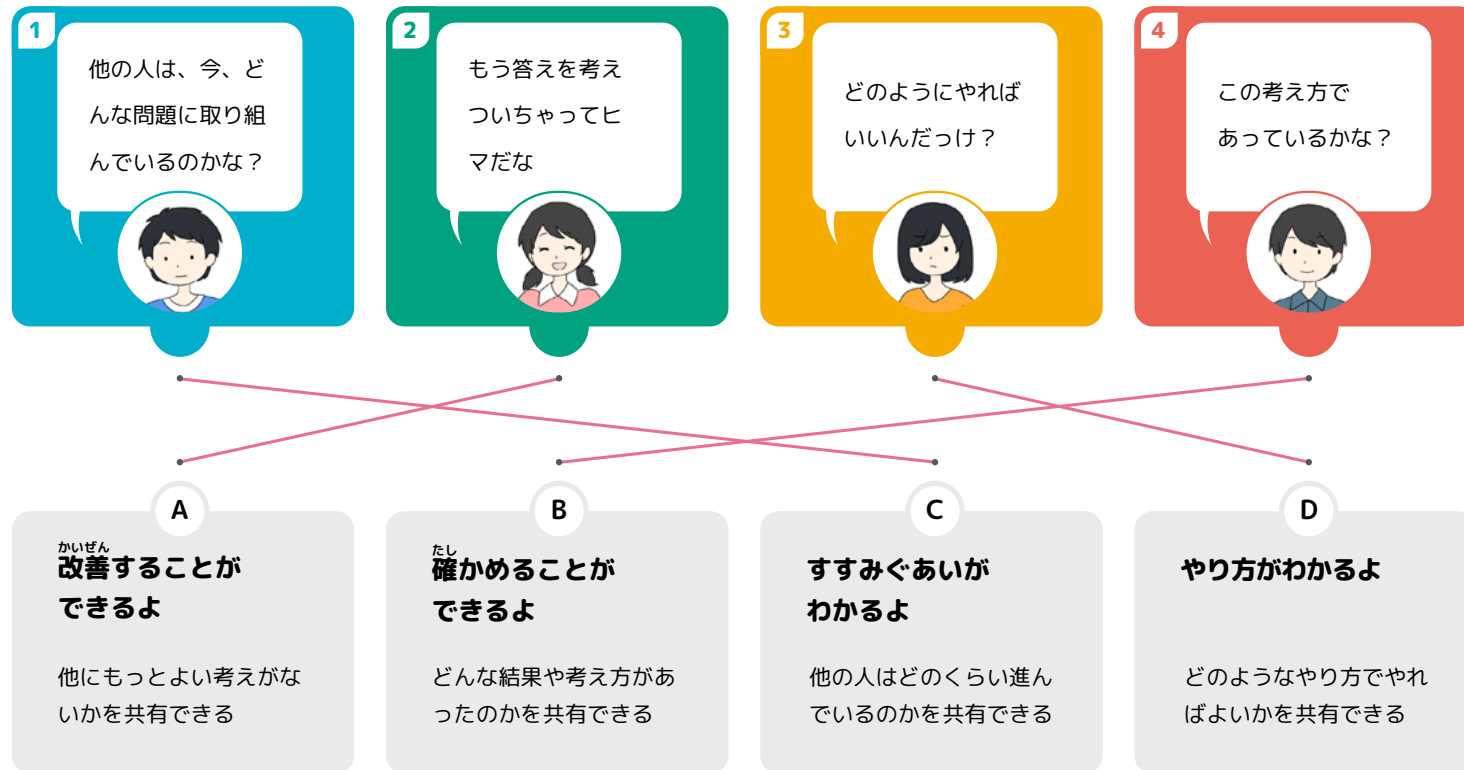 1
他の人は、今、ど
んな問題に取り組
んでいるのかな？
2
もう答えを考え
ついちゃってヒ
マだな
3
どのようにやれば
いいんだっけ？
4
この考え方で
あっているかな？
A
かいぜん
改善することが
できるよ
他にもっとよい考えがな
いかを共有できる
B
たし
確かめることが
できるよ
どんな結果や考え方があ
ったのかを共有できる
C
すすみぐあいが
わかるよ
他の人はどのくらい進ん
でいるのかを共有できる
D
やり方がわかるよ
どのようなやり方でやれ
ばよいかを共有できる